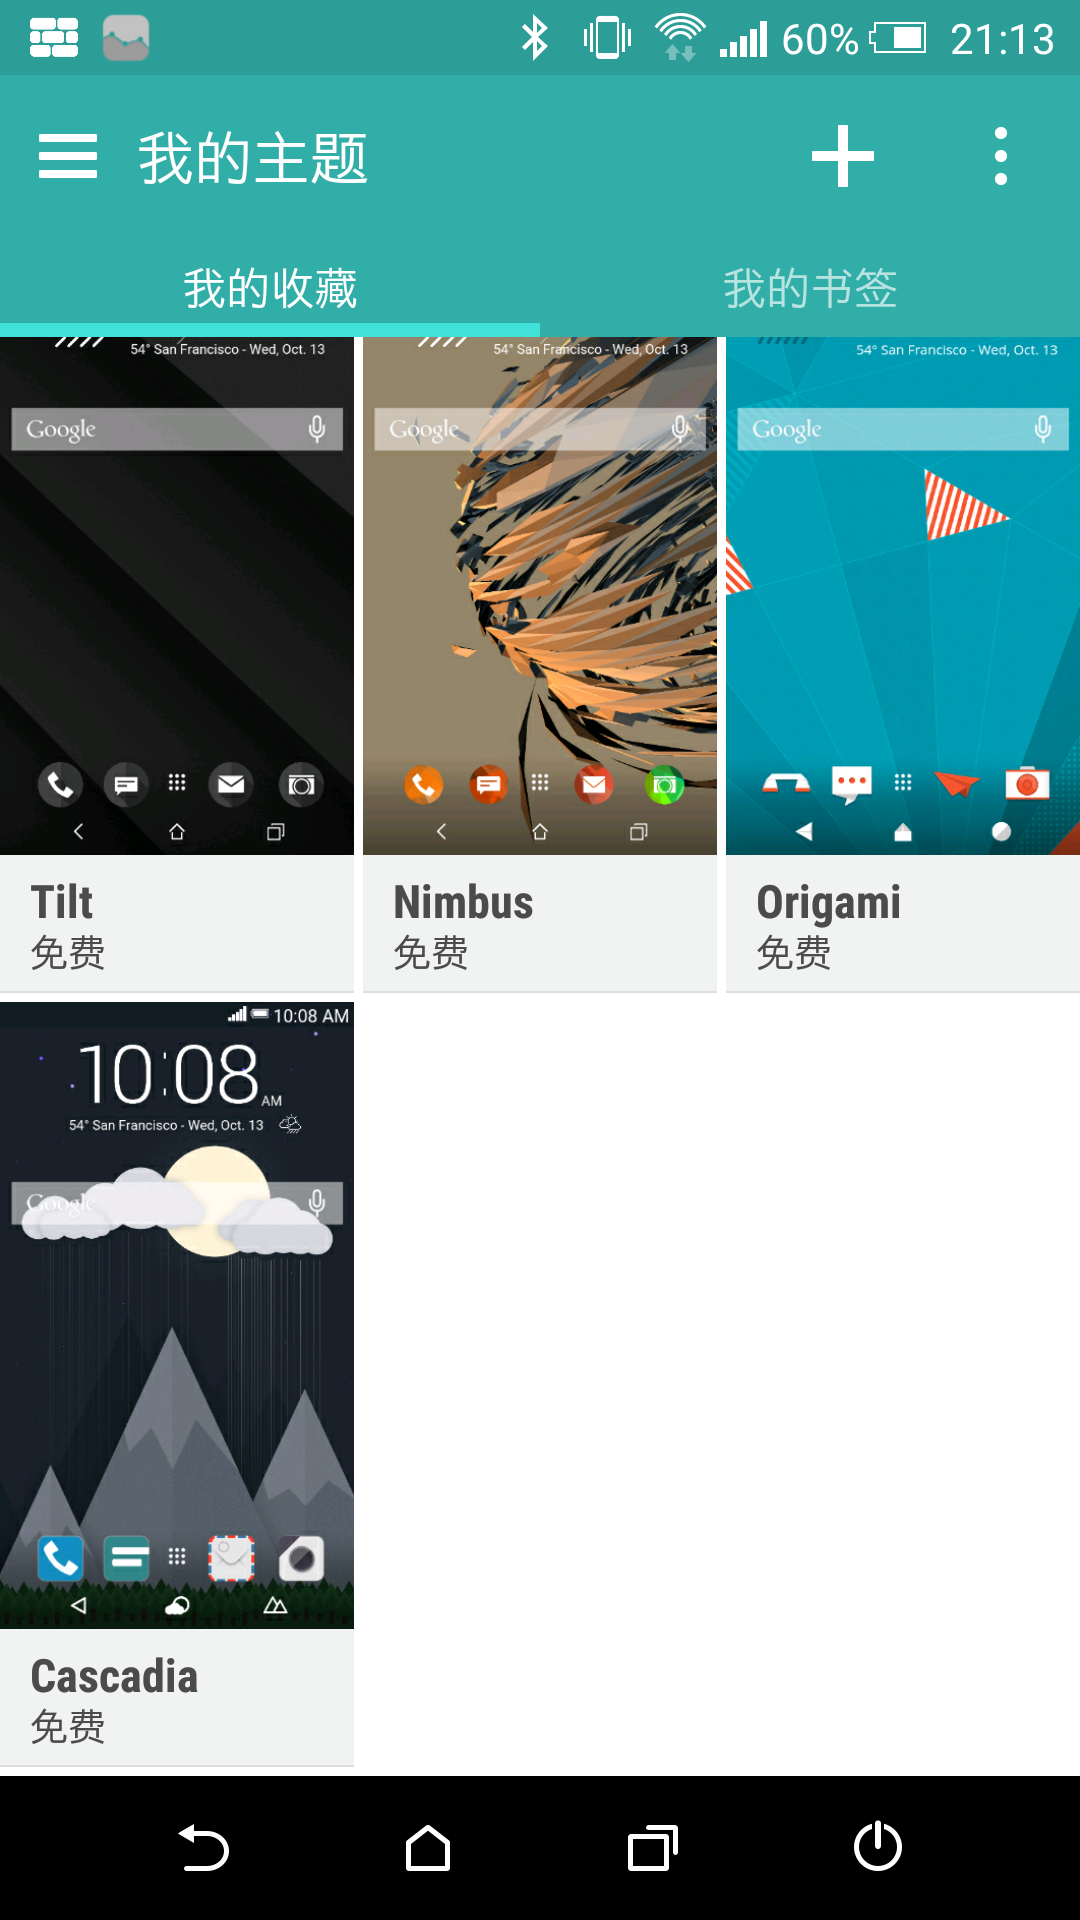 60% 21:13
我的主题
我的收藏 我的书签
54° San Francisco - Wed, Oct. 13
54° San Francisco - Wed, Oct. 13
54° San Francisco - Wed, Oct. 13
Google
Google
Google
Tilt
免费
Nimbus
免费
Origami
免费
10:08 AM
10:08 AM
54° San Francisco - Wed, Oct. 13
Google
Cascadia
免费